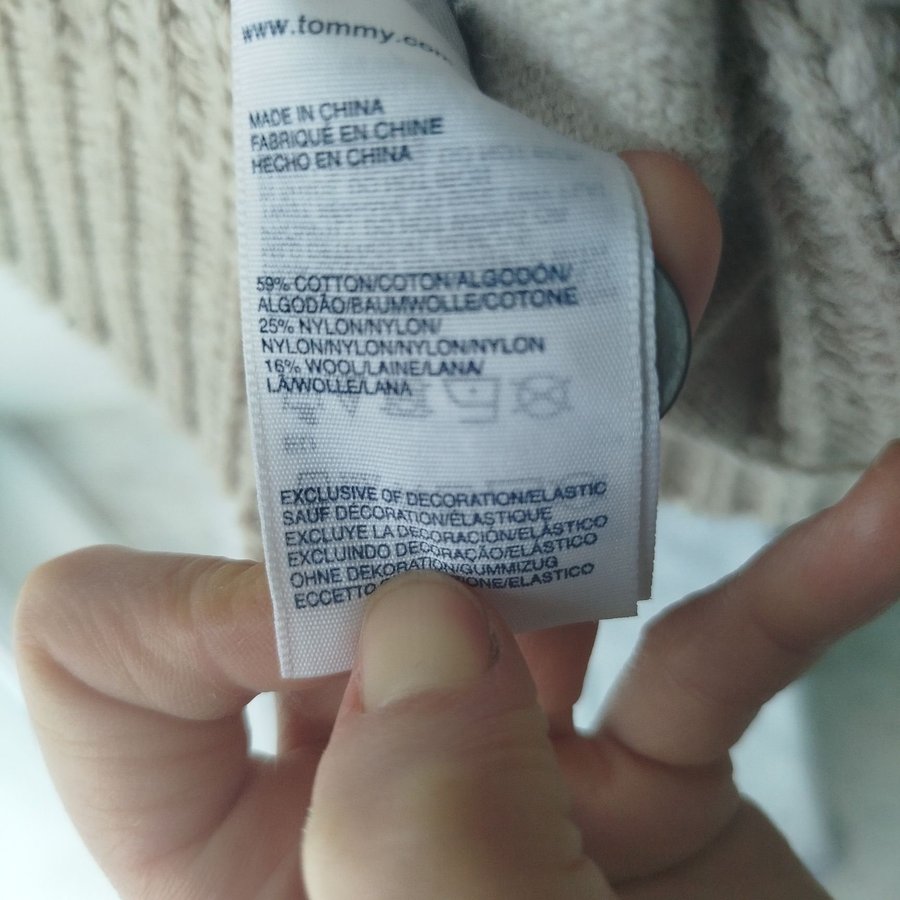 www.tommy.com
MADE IN CHINA
FABRIQUÉ EN CHINE
HECHO EN CHINA
59% COTTON/COTON/ALGODÓN/
ALGODÃO/BAUMWOLLE/COTONE
25% NYLON/NYLON/
NYLON/NYLON/NYLON/NYLON
16% WOOL/LAINE/LANA/
LÃ/WOLLE/LANA
EXCLUSIVE OF DECORATION/ELASTIC
SAUF DÉCORATION/ÉLASTIQUE
EXCLUYE LA DECORACIÓN/ELÁSTICO
EXCLUINDO DECORAÇÃO/ELÁSTICO
OHNE DEKORATION/GUMMIZUG
ECCETTO